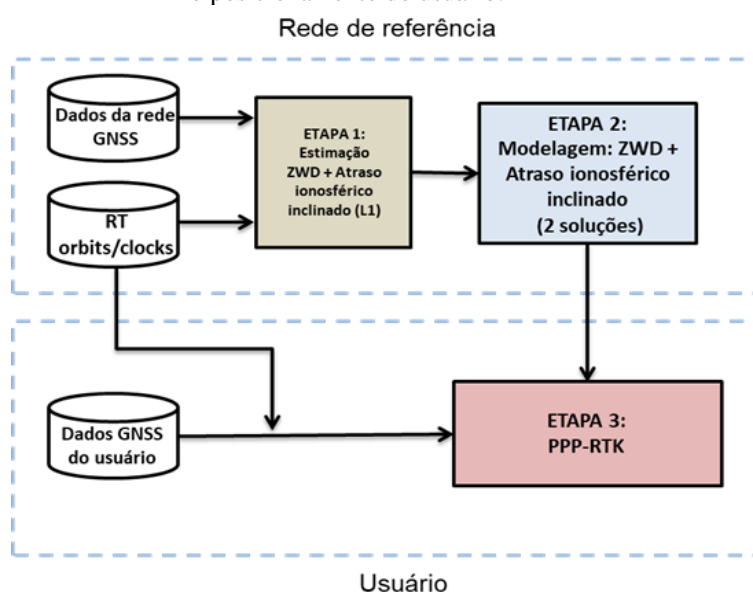 Rede de referência
Dados da rede
GNSS
ETAPA 1:
Estimação
ZWD + Atraso
ionosférico
inclinado (L1)
ETAPA 2:
Modelagem: ZWD +
Atraso ionosférico
inclinado
(2 soluções)
RT
orbits/clocks
Dados GNSS
do usuário
ETAPA 3:
PPP-RTK
Usuário